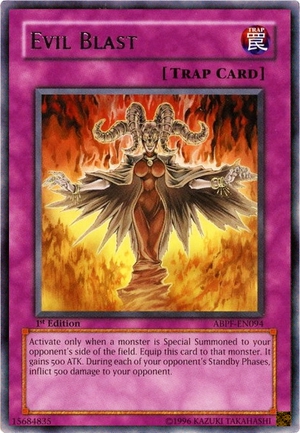 EVIL BLAST
TRAP
罠
[TRAP CARD]
1st Edition
ABPF-EN094
Activate only when a monster is Special Summoned to your
opponent's side of the field. Equip this card to that monster. It
gains 500 ATK. During each of your opponent's Standby Phases,
inflict 500 damage to your opponent.
15684835
©1996 KAZUKI TAKAHASHI